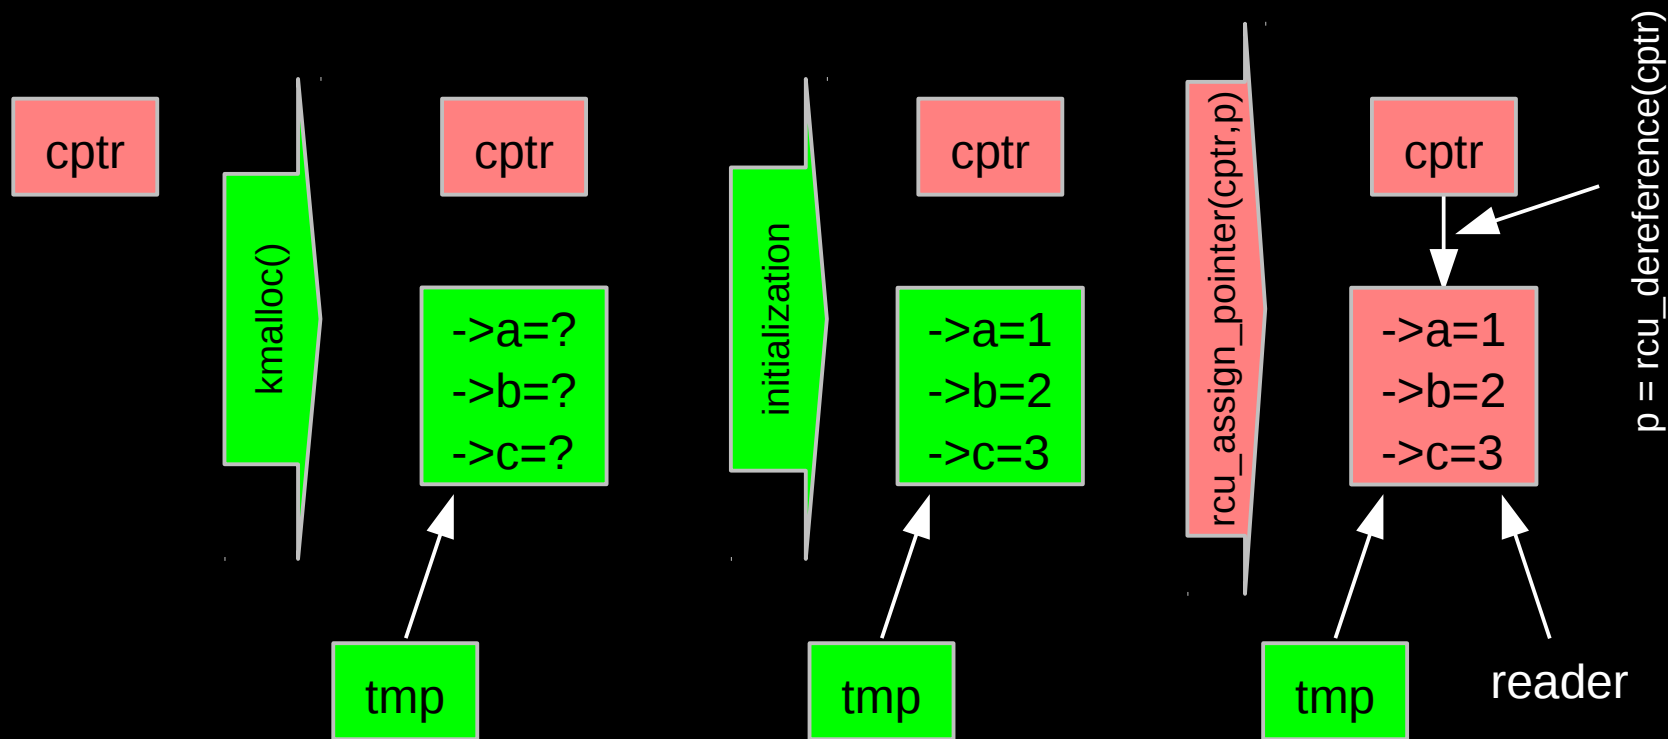 cptr
kmalloc()
cptr
->a=?
->b=?
->c=?
tmp
initialization
cptr
->a=1
->b=2
->c=3
tmp
rcu_assign_pointer(cptr,p)
cptr
->a=1
->b=2
->c=3
tmp
reader
p = rcu_dereference(cptr)